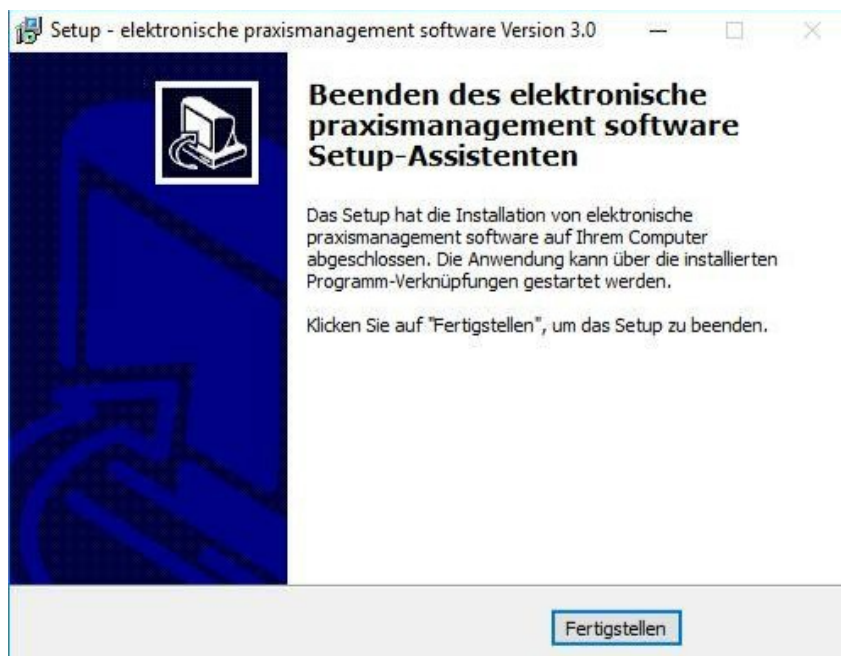 Setup - elektronische praxismanagement software Version 3.0
Beenden des elektronische
praxismanagement software
Setup-Assistenten
Das Setup hat die Installation von elektronische
praxismanagement software auf Ihrem Computer
abgeschlossen. Die Anwendung kann über die installierten
Programm-Verknüpfungen gestartet werden.
Klicken Sie auf "Fertigstellen", um das Setup zu beenden.
Fertigstellen